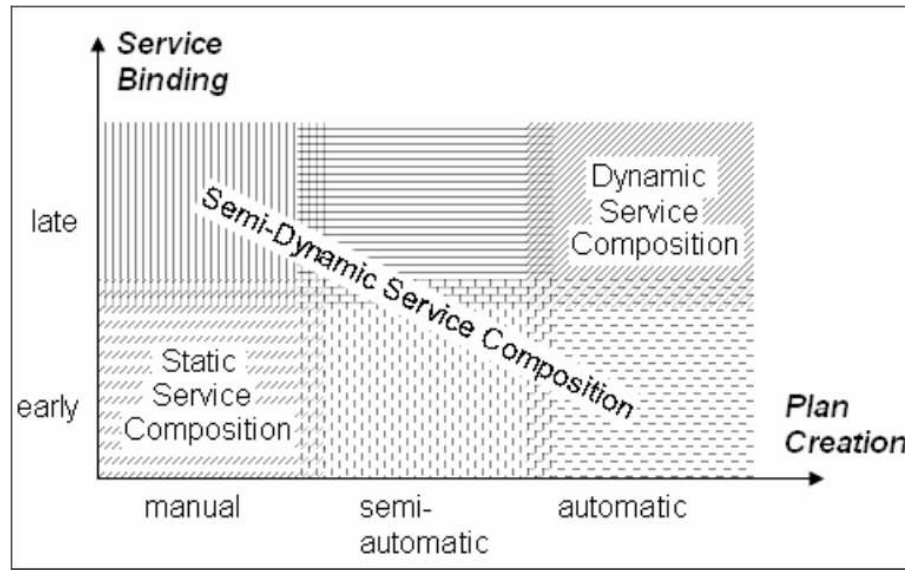 Service
Binding
late
early
Dynamic
Service
Composition
Semi-Dynamic Service Composition
Static
Service
Composition
Plan
Creation
manual
semi-
automatic
automatic